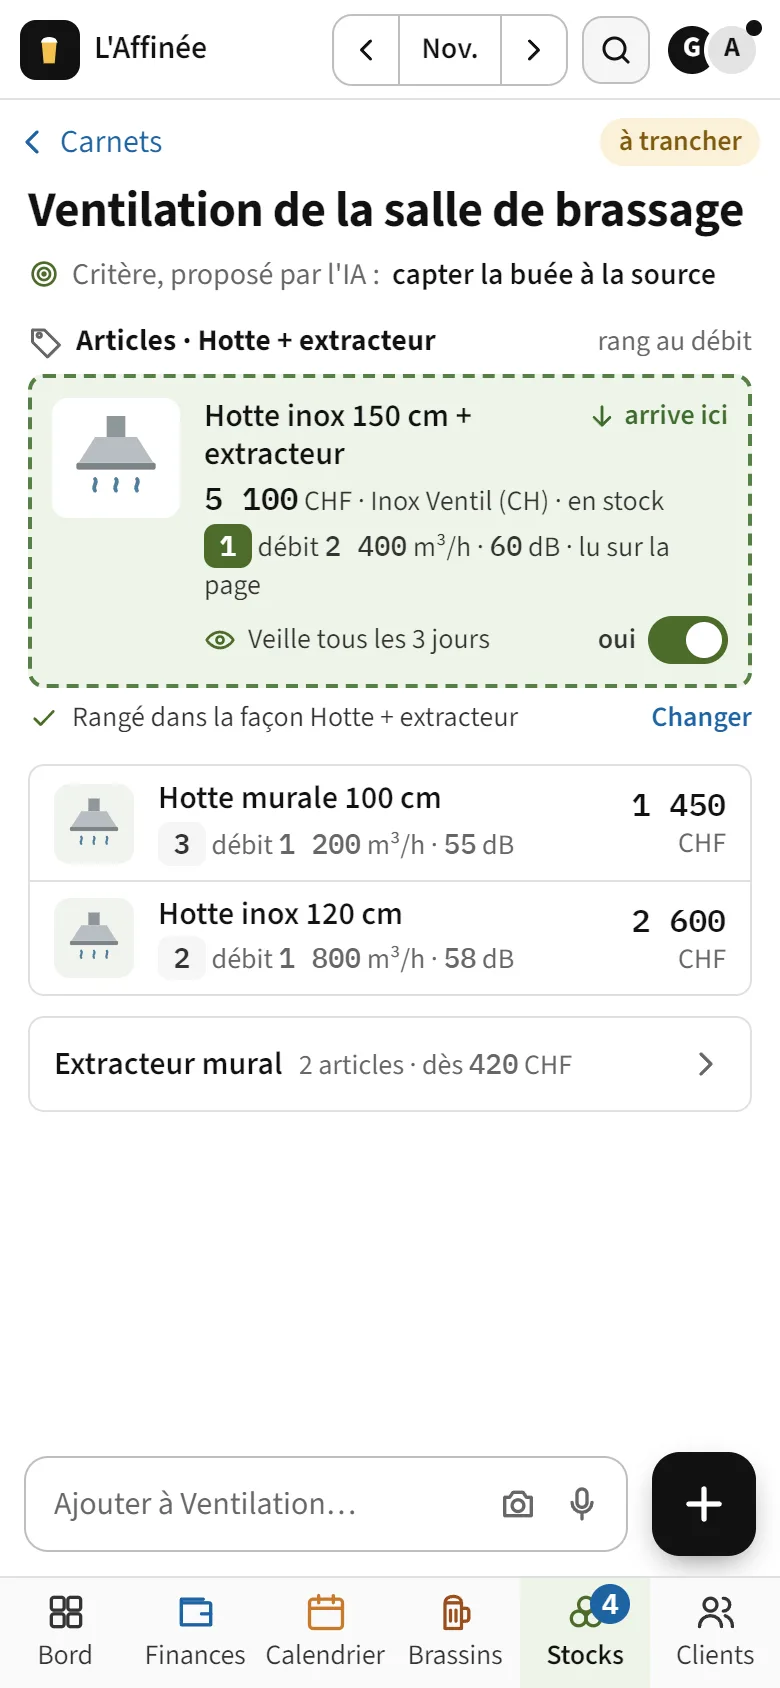 L'Affinée
Nov.
G
A
Carnets
à trancher
Ventilation de la salle de brassage
Critère, proposé par l'IA : capter la buée à la source
Articles · Hotte + extracteur
rang au débit
Hotte inox 150 cm + extracteur
arrive ici
5 100 CHF · Inox Ventil (CH) · en stock
1 débit 2 400 m³/h · 60 dB · lu sur la page
Veille tous les 3 jours
oui
Rangé dans la façon Hotte + extracteur
Changer
Hotte murale 100 cm
1 450 CHF
3 débit 1 200 m³/h · 55 dB
Hotte inox 120 cm
2 600 CHF
2 débit 1 800 m³/h · 58 dB
Extracteur mural 2 articles · dès 420 CHF
Ajouter à Ventilation...
4
Bord
Finances
Calendrier
Brassins
Stocks
Clients